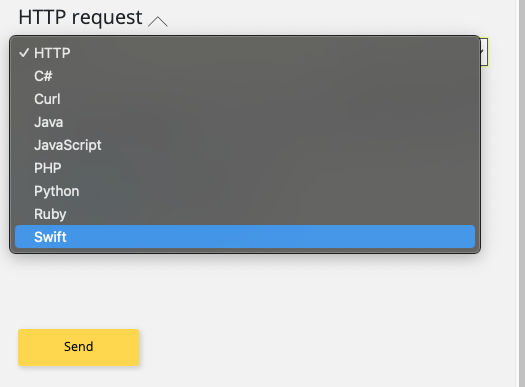 HTTP request
HTTP
C#
Curl
Java
JavaScript
PHP
Python
Ruby
Swift
Send